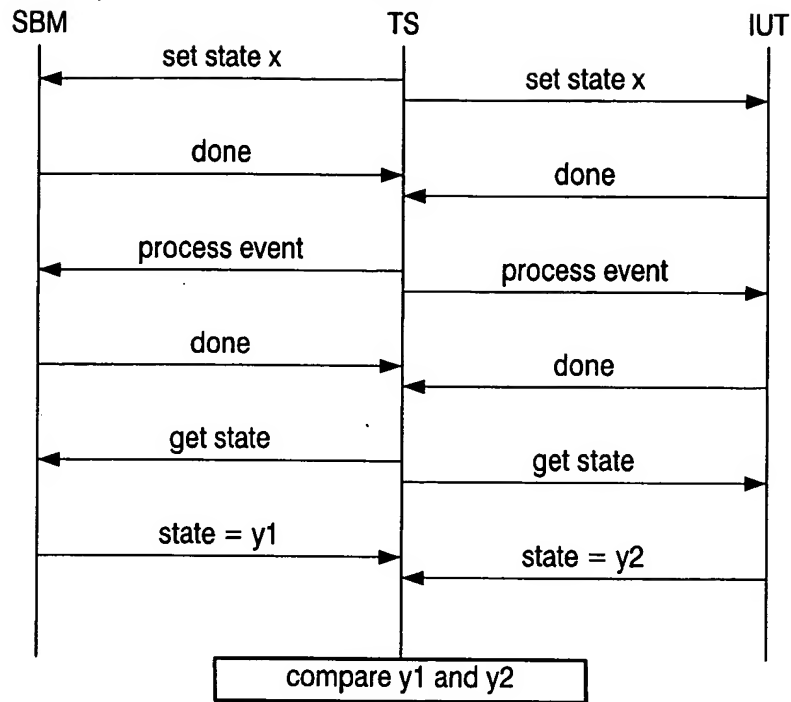 SBM TS IUT
set state x
set state x
done
done
process event
process event
done
done
get state
get state
state = y1
state = y2
compare y1 and y2